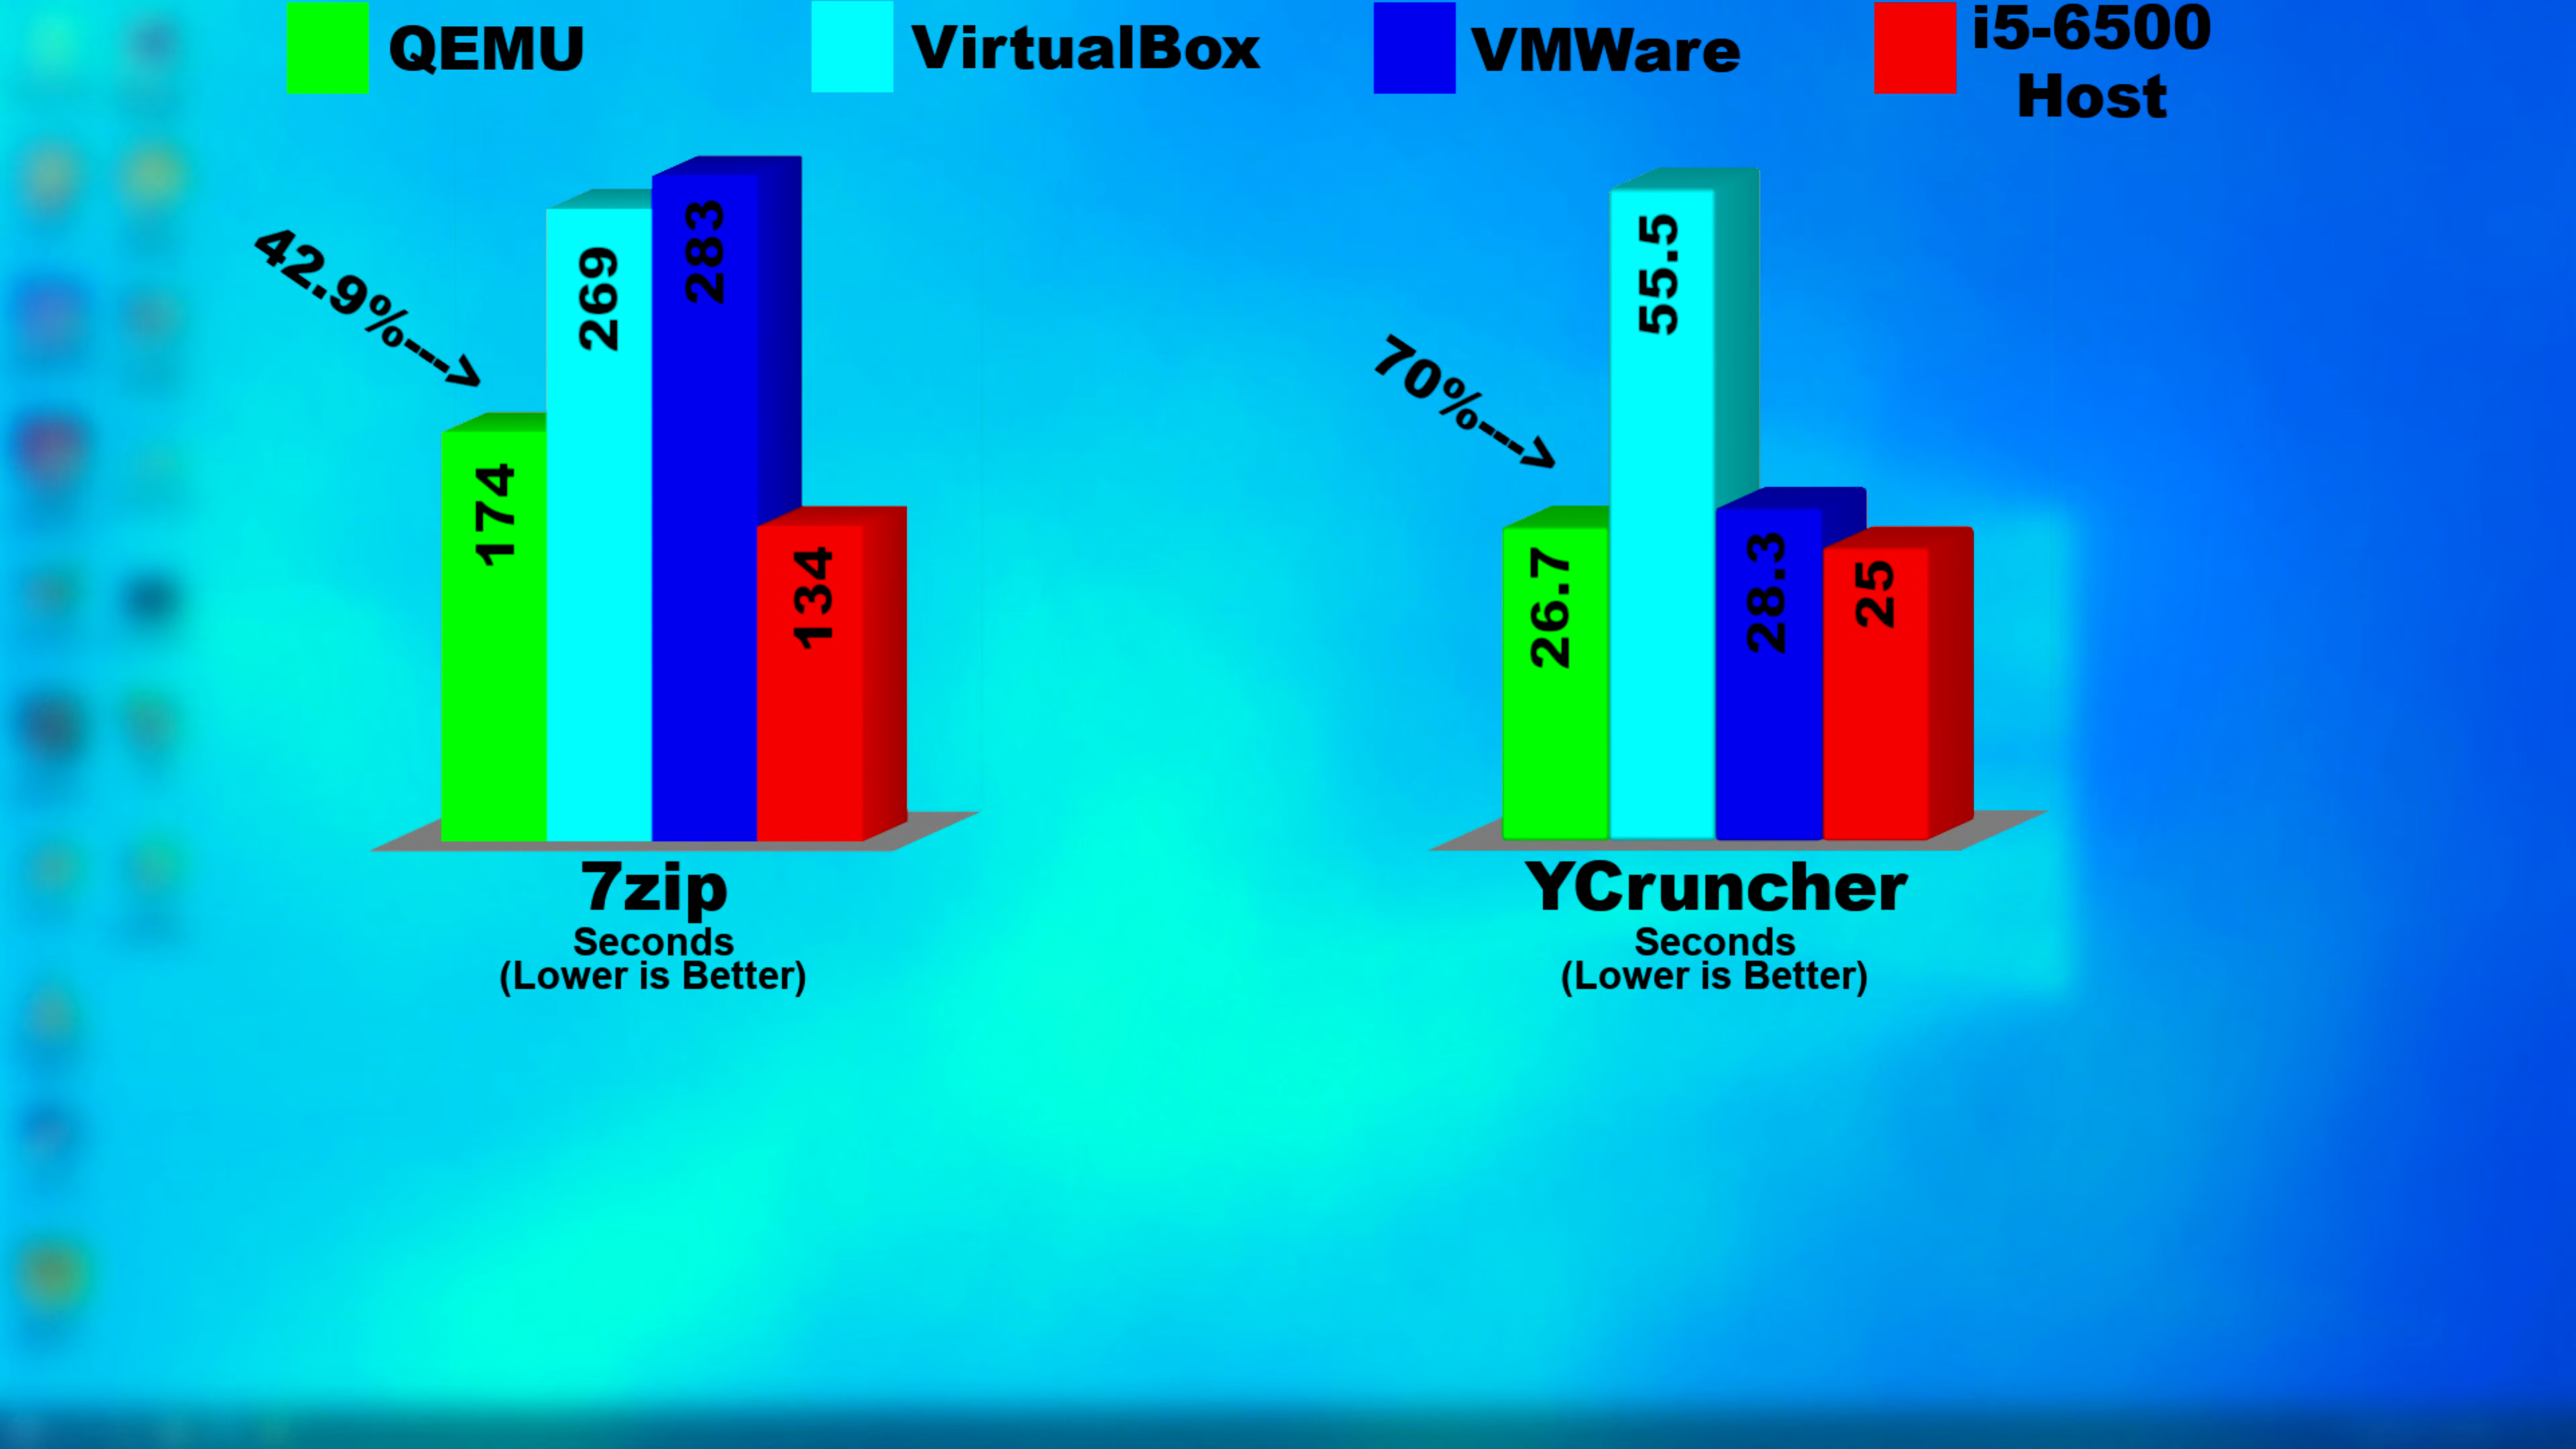 QEMU
VirtualBox
VMWare
i5-6500
Host
42.9%--->
174
269
283
134
70%--->
26.7
55.5
28.3
25
7zip
Seconds
(Lower is Better)
YCruncher
Seconds
(Lower is Better)